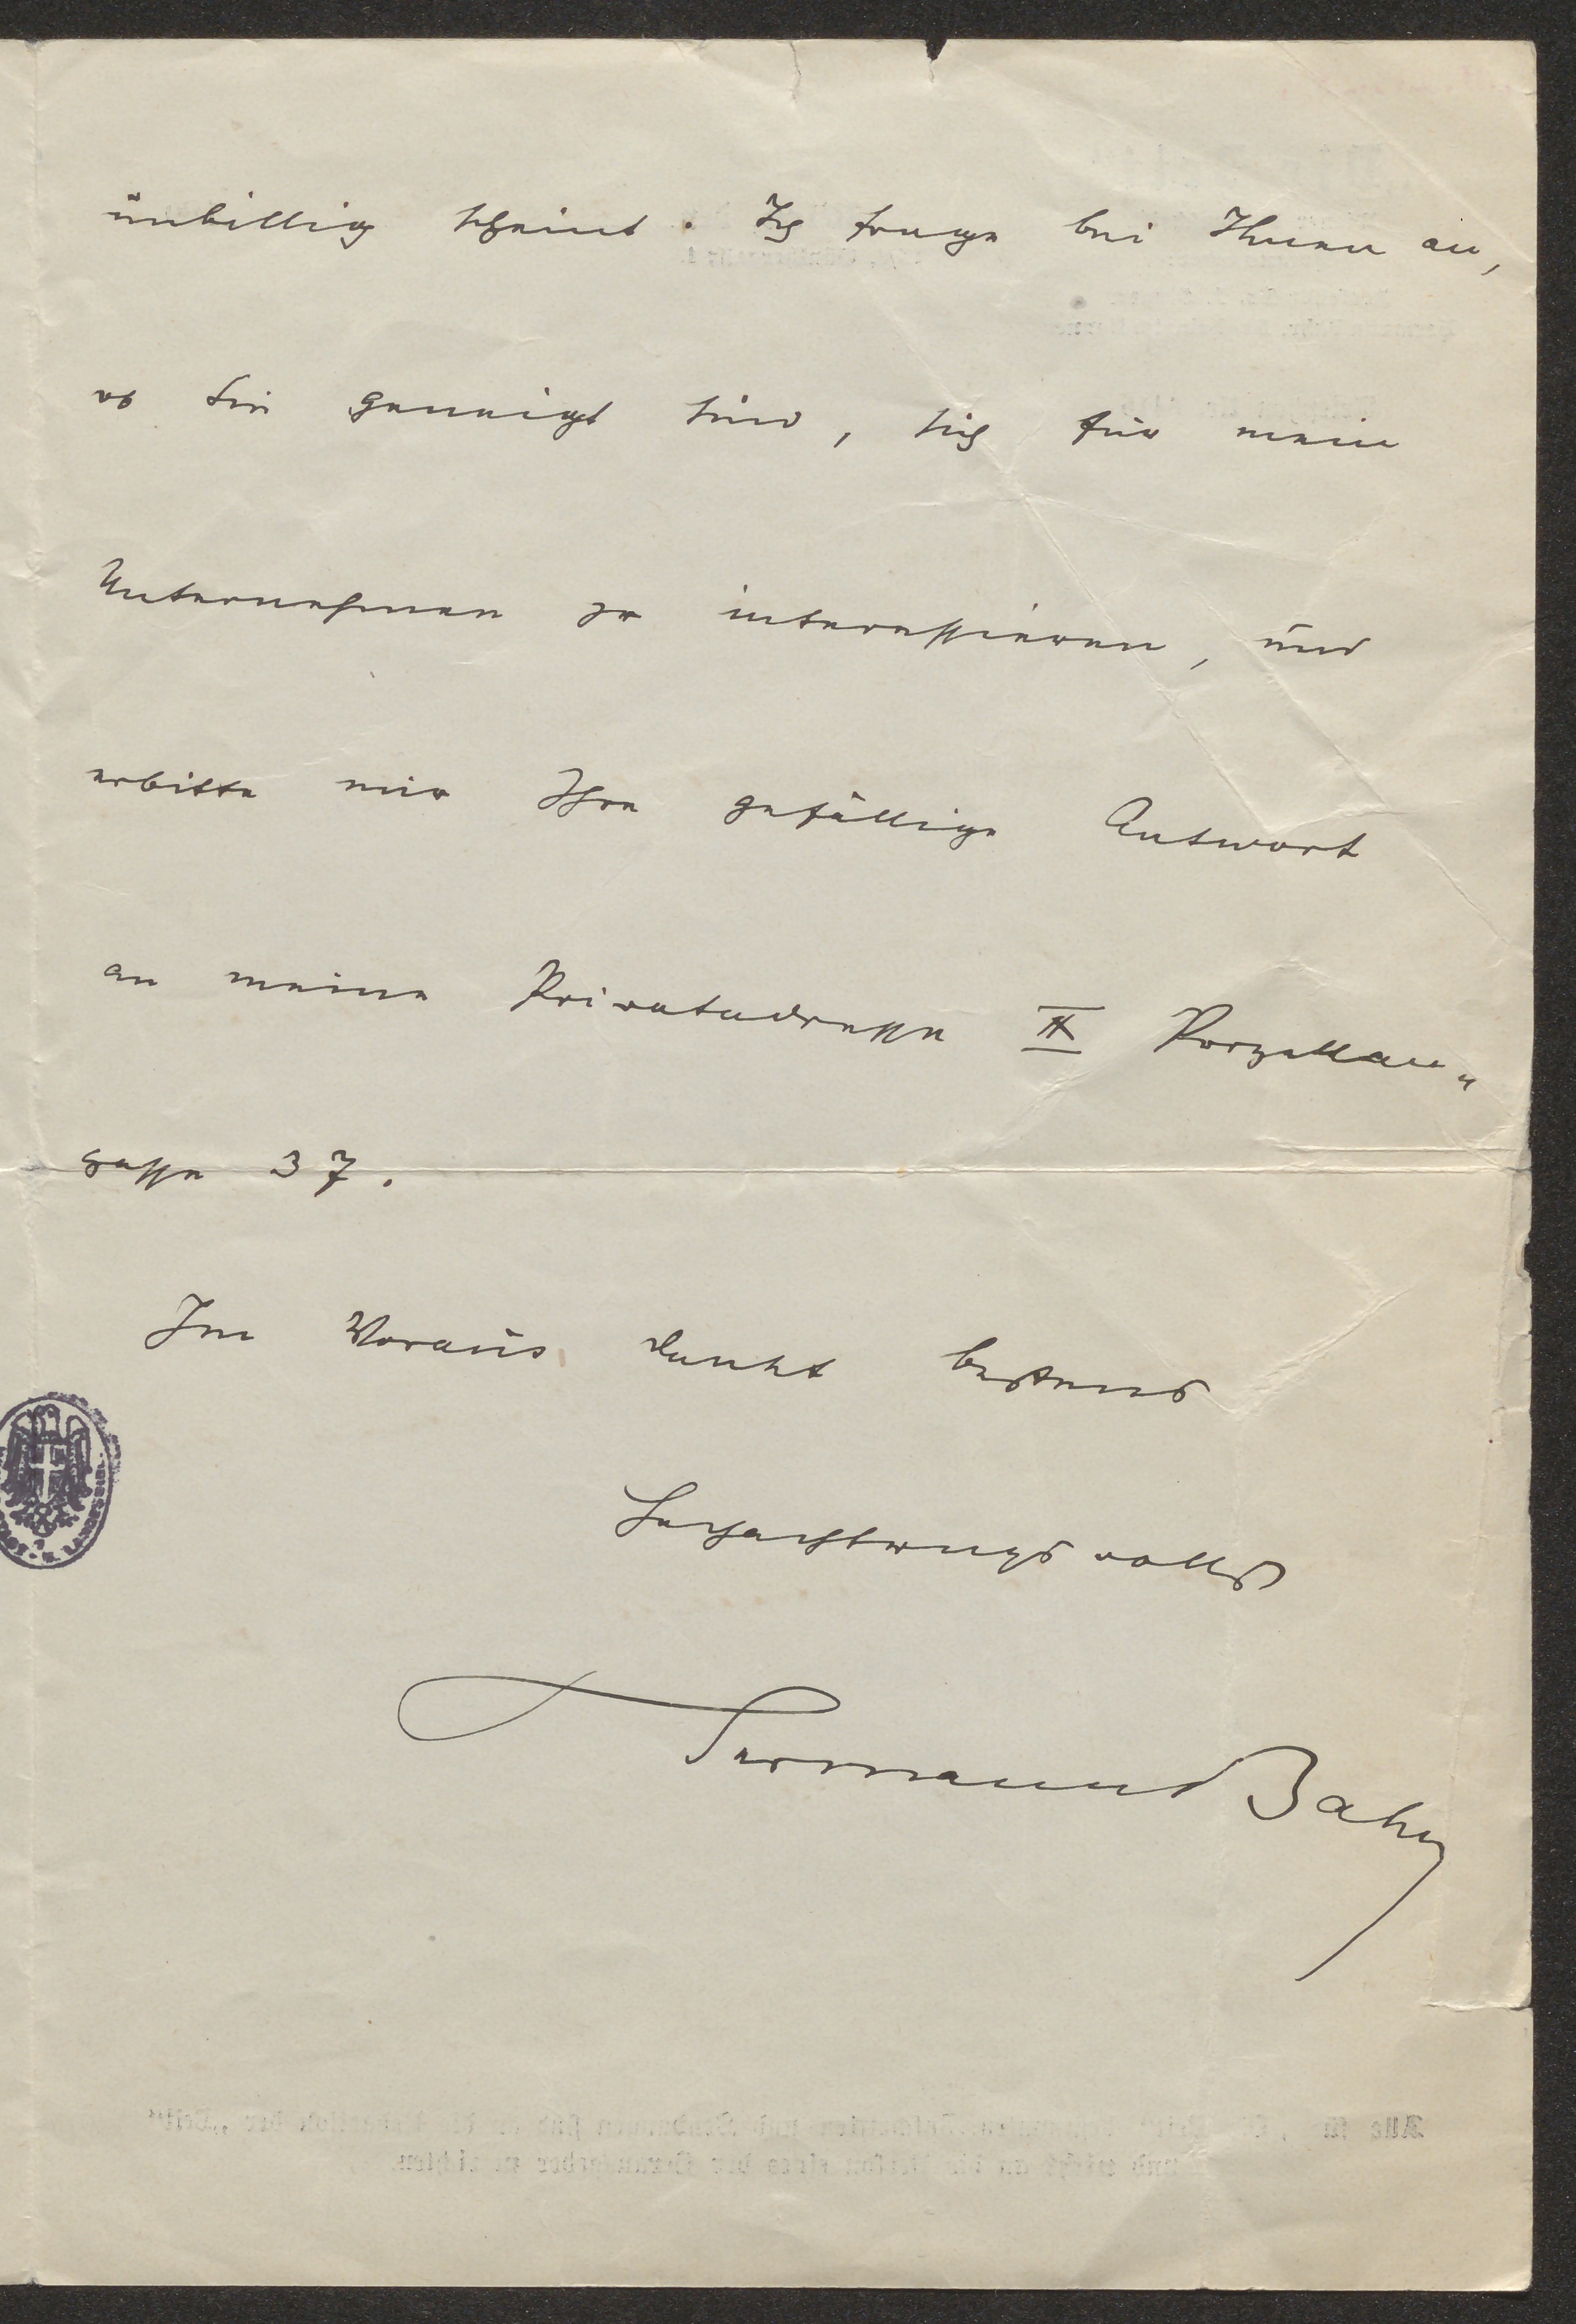 unbillig scheint. Ich frage bei Ihnen an,
ob Sie geneigt sind, sich für mein
Unternehmen zu interessieren, und
erbitte mir Ihre gefällige Antwort
an meine Privatadresse IX Porzellan„
gasse 37.
Im Voraus dankt bestens
Hochachtungsvollst
Hermann Bahr